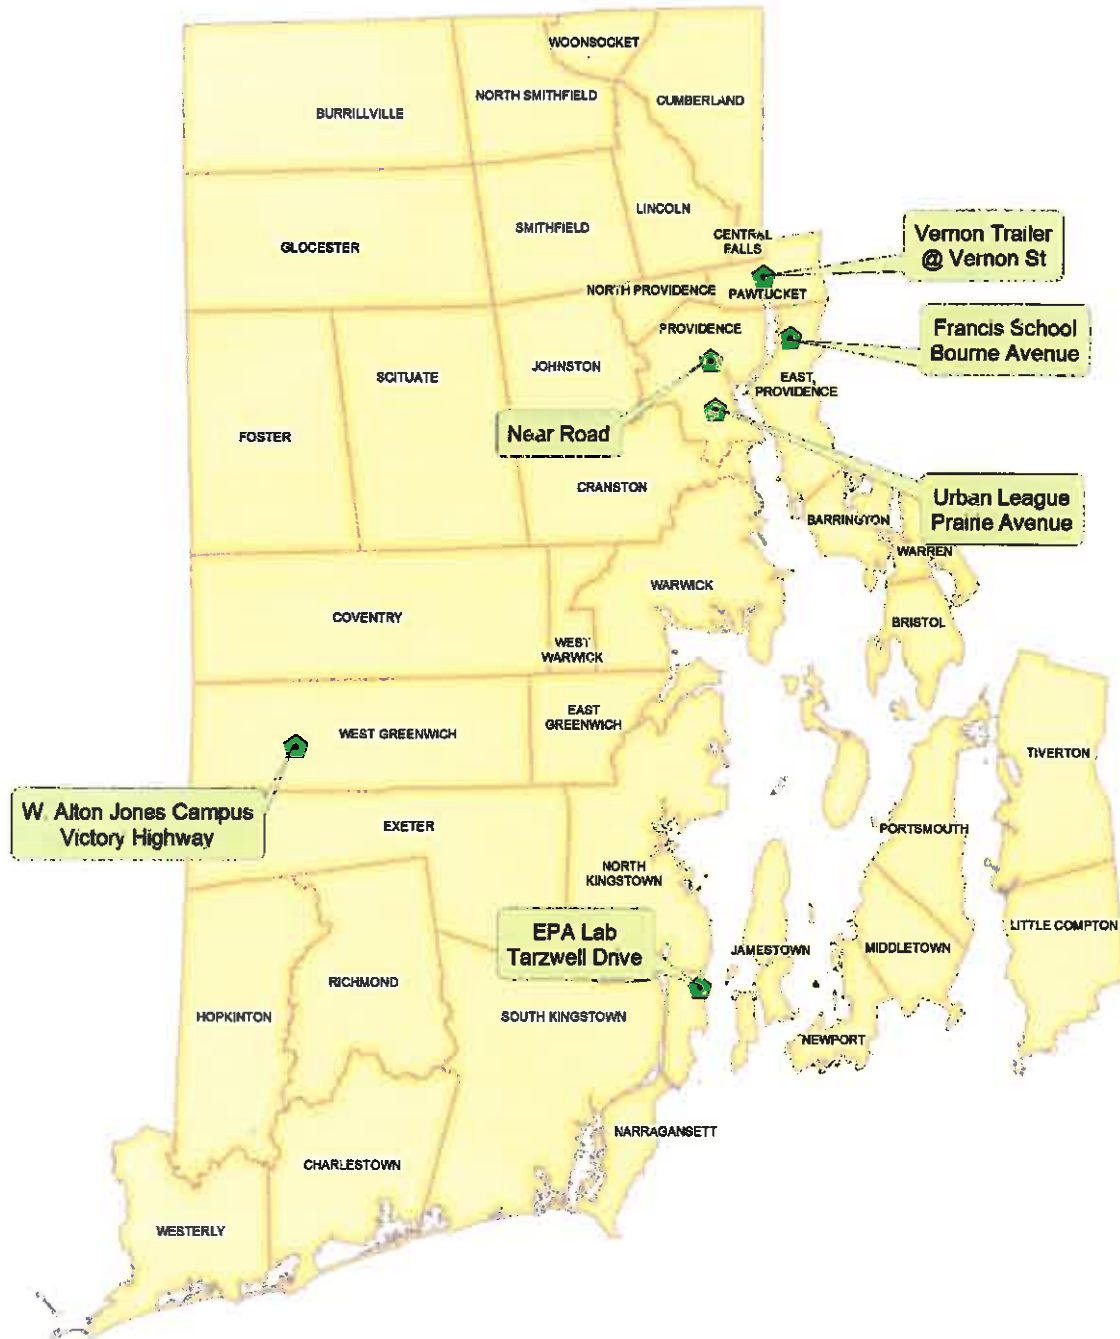 WOONSOCKET
NORTH SMITHFIELD
CUMBERLAND
BURRILLVILLE
LINCOLN
SMITHFIELD
CENTRAL
FALLS
GLOCESTER
Vernon Trailer
@ Vernon St
NORTH PROVIDENCE
PAWTUCKET
PROVIDENCE
Francis School
Bourne Avenue
JOHNSTON
SCITUATE
EAST
PROVIDENCE
FOSTER
Near Road
CRANSTON
Urban League
Prairie Avenue
BARRINGTON
WARREN
WARWICK
COVENTRY
BRISTOL
WEST
WARWICK
EAST
GREENWICH
WEST GREENWICH
TIVERTON
W. Alton Jones Campus
Victory Highway
EXETER
PORTSMOUTH
NORTH
KINGSTOWN
LITTLE COMPTON
EPA Lab
Tarzwell Drive
JAMESTOWN
MIDDLETOWN
RICHMOND
HOPKINTON
SOUTH KINGSTOWN
NEWPORT
NARRAGANSETT
CHARLESTOWN
WESTERLY